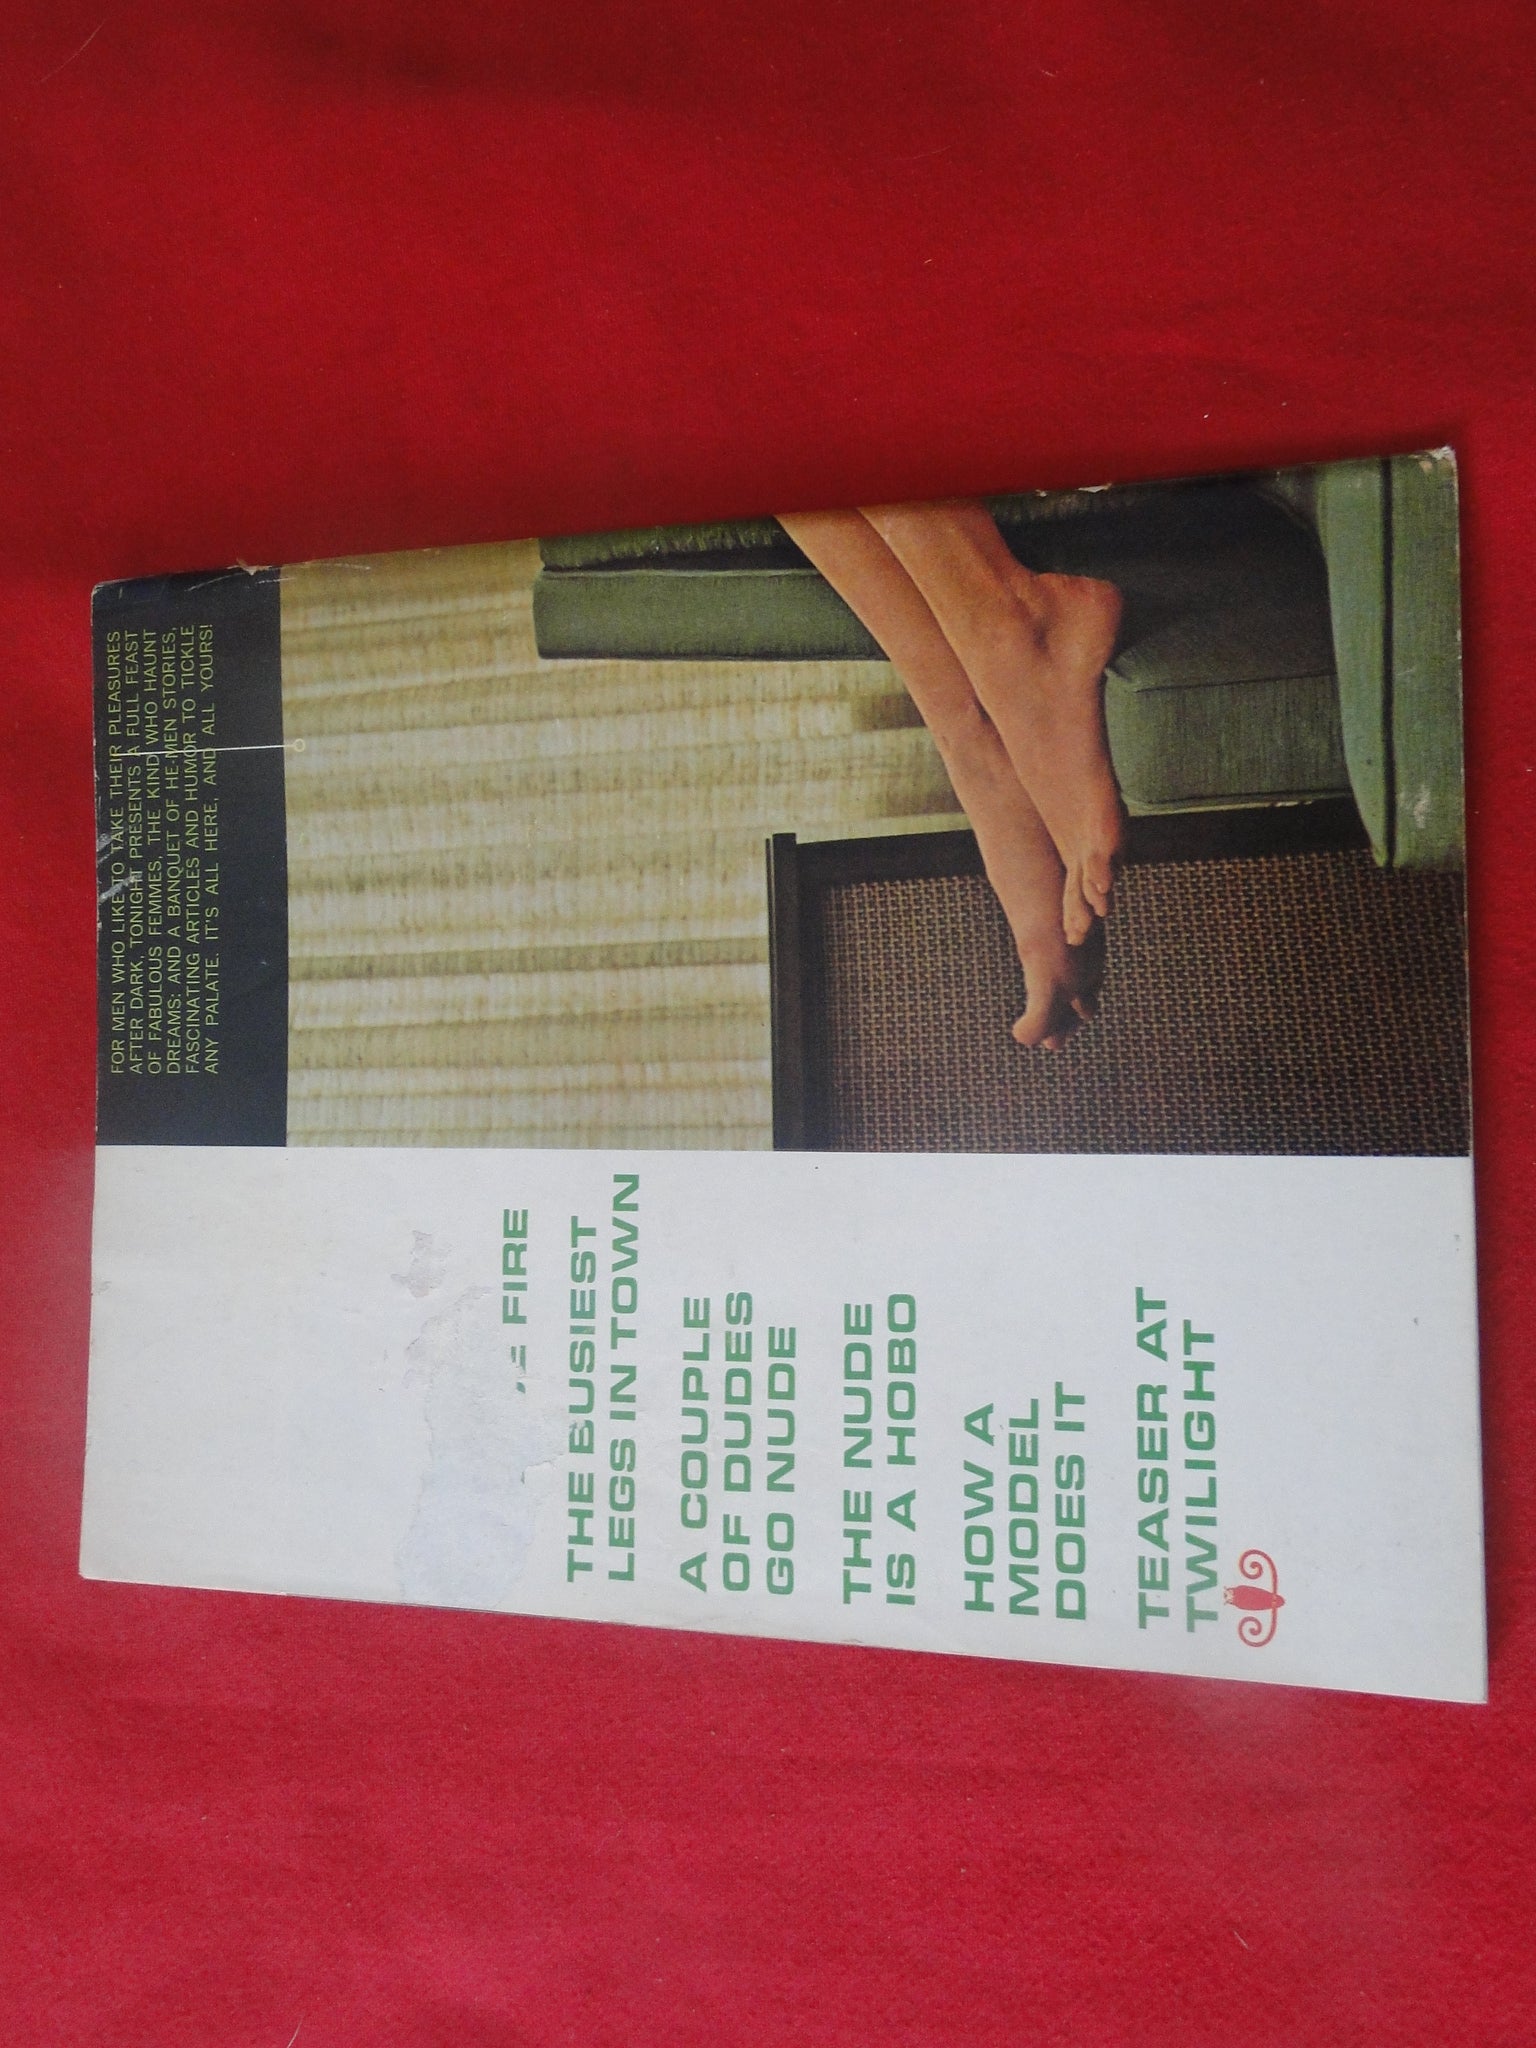 FOR MEN WHO LIKE TO TAKE THEIR PLEASURES
AFTER DARK, TONIGHT PRESENTS A FULL FEAST
OF FABULOUS FEMMES, THE KIND WHO HAUNT
DREAMS: AND A BANQUET OF HE-MEN STORIES,
FASCINATING ARTICLES AND HUMOR TO TICKLE
ANY PALATE. IT'S ALL HERE, AND ALL YOURS!
FIRE
THE BUSIEST
LEGS IN TOWN
A COUPLE
OF DUDES
GO NUDE
THE NUDE
IS A HOBO
HOW A
MODEL
DOES IT
TEASER AT
TWILIGHT